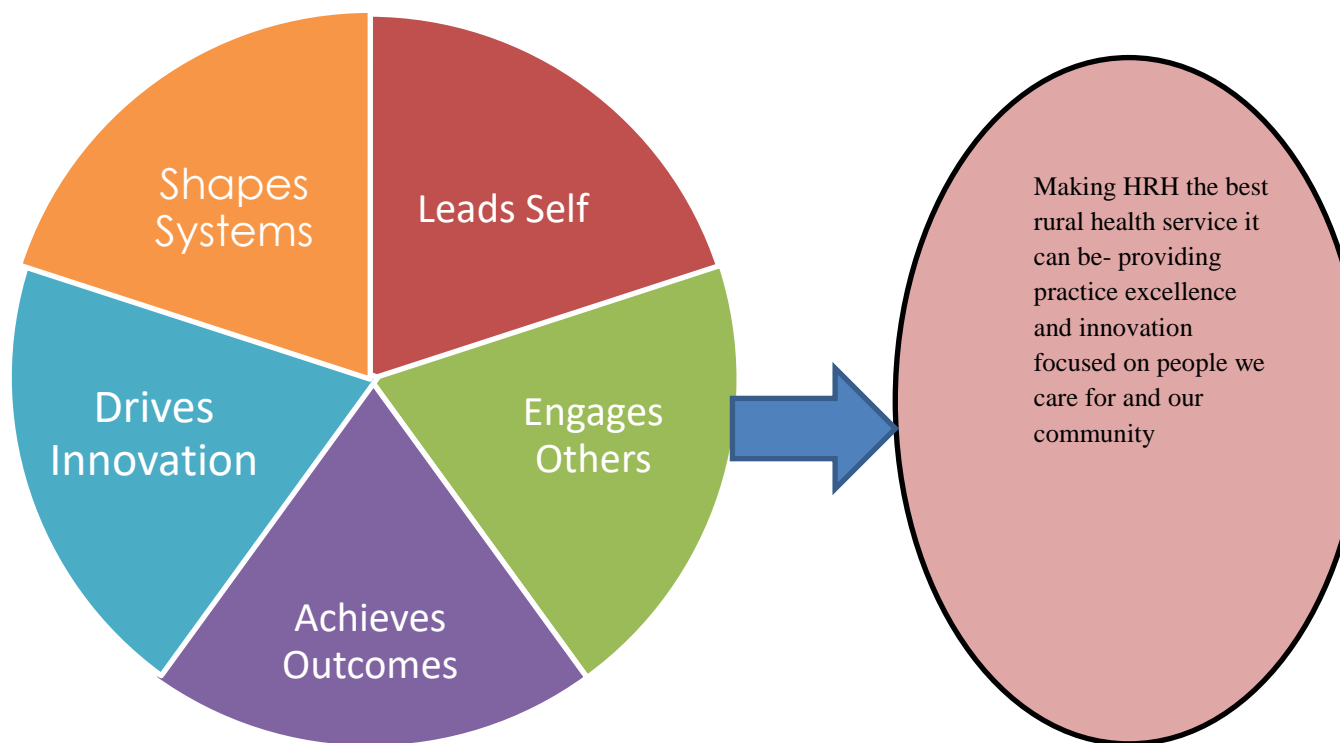 Shapes
Systems
Leads Self
Drives
Innovation
Engages
Others
Achieves
Outcomes
Making HRH the best
rural health service it
can be- providing
practice excellence
and innovation
focused on people we
care for and our
community